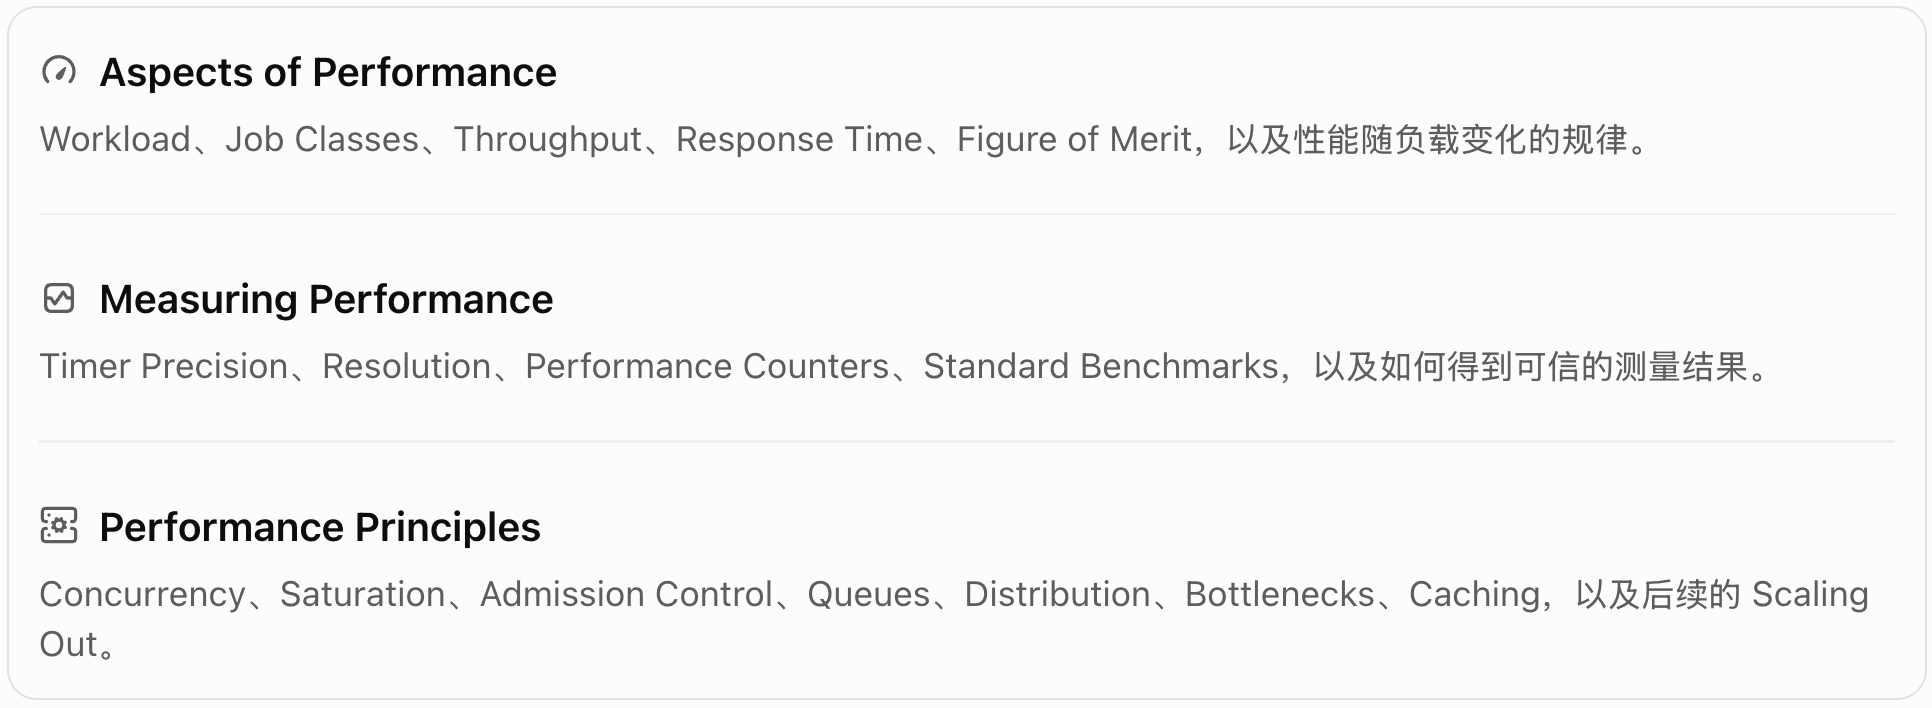 Aspects of Performance
Workload、Job Classes、Throughput、Response Time、Figure of Merit，以及性能随负载变化的规律。
Measuring Performance
Timer Precision、Resolution、Performance Counters、Standard Benchmarks，以及如何得到可信的测量结果。
Performance Principles
Concurrency、Saturation、Admission Control、Queues、Distribution、Bottlenecks、Caching，以及后续的 Scaling
Out。